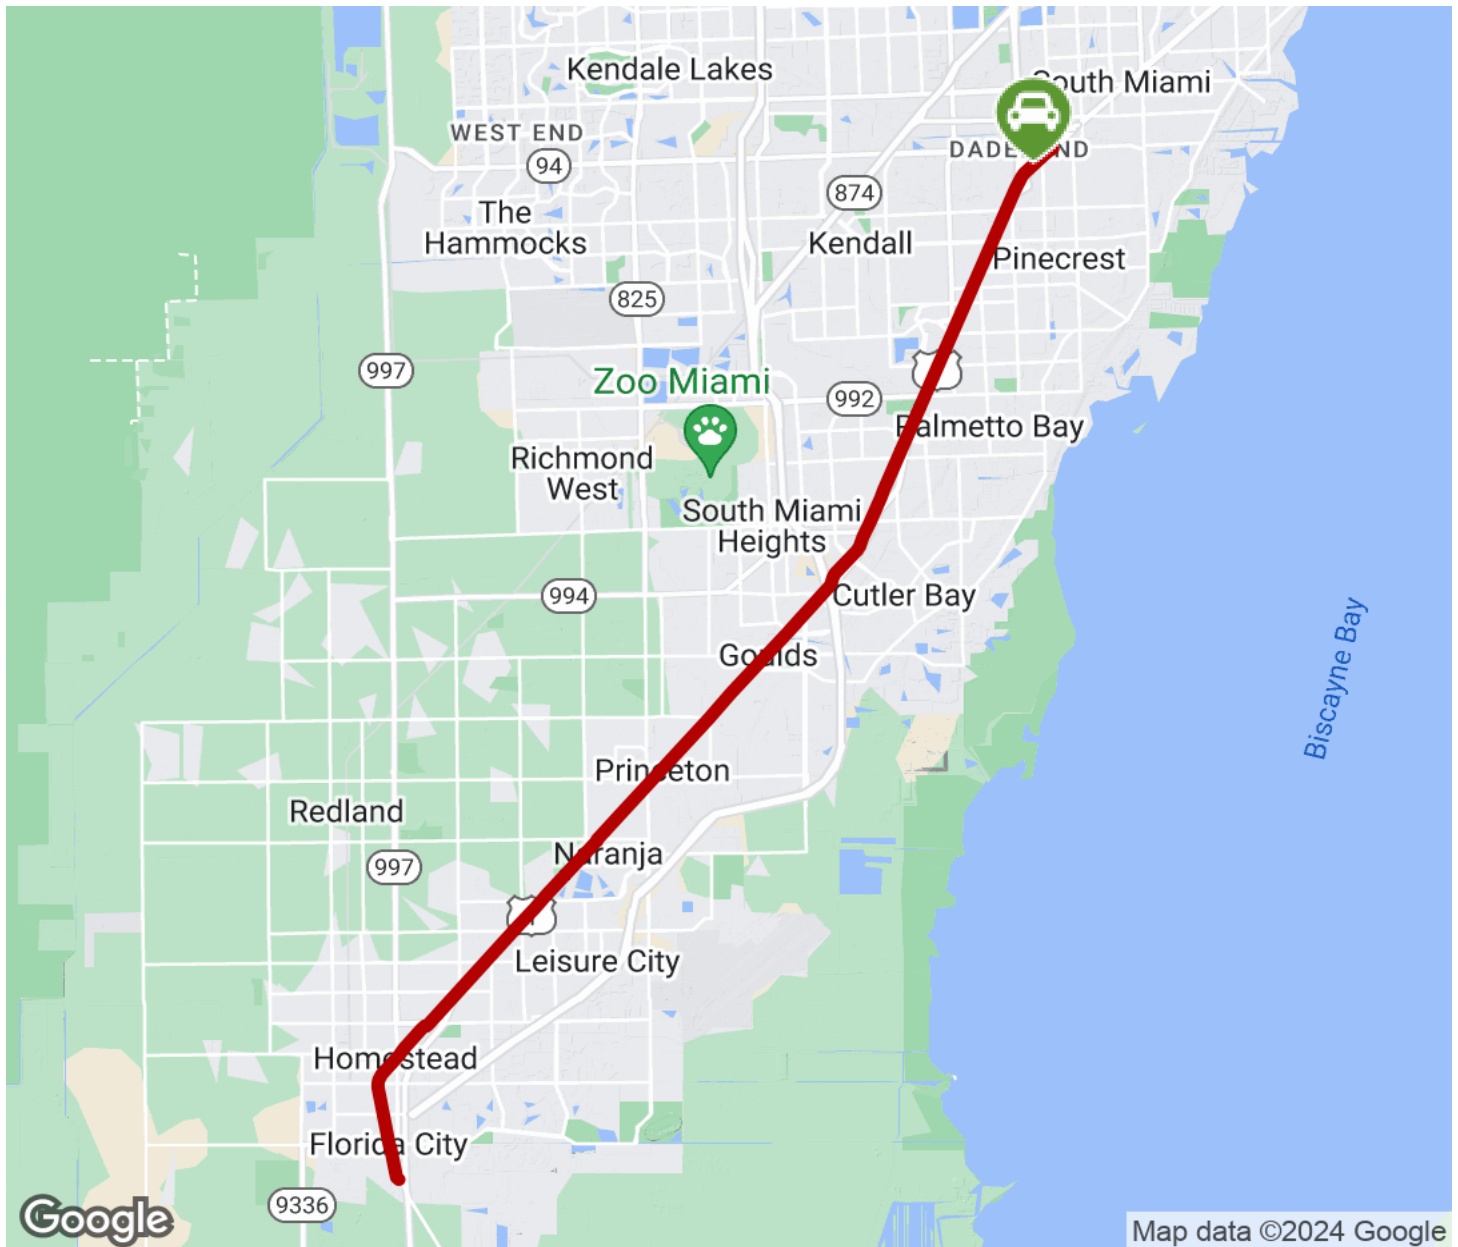 Kendale Lakes
South Miami
WEST END
94
874
The
Hammocks
Kendall
Pinecrest
825
997
Zoo Miami
992
Palmetto Bay
Richmond
West
South Miami
Heights
994
Cutler Bay
Goulds
Biscayne Bay
Princeton
Redland
Naranja
997
Leisure City
Homestead
Florida City
9336
Google
Map data ©2024 Google